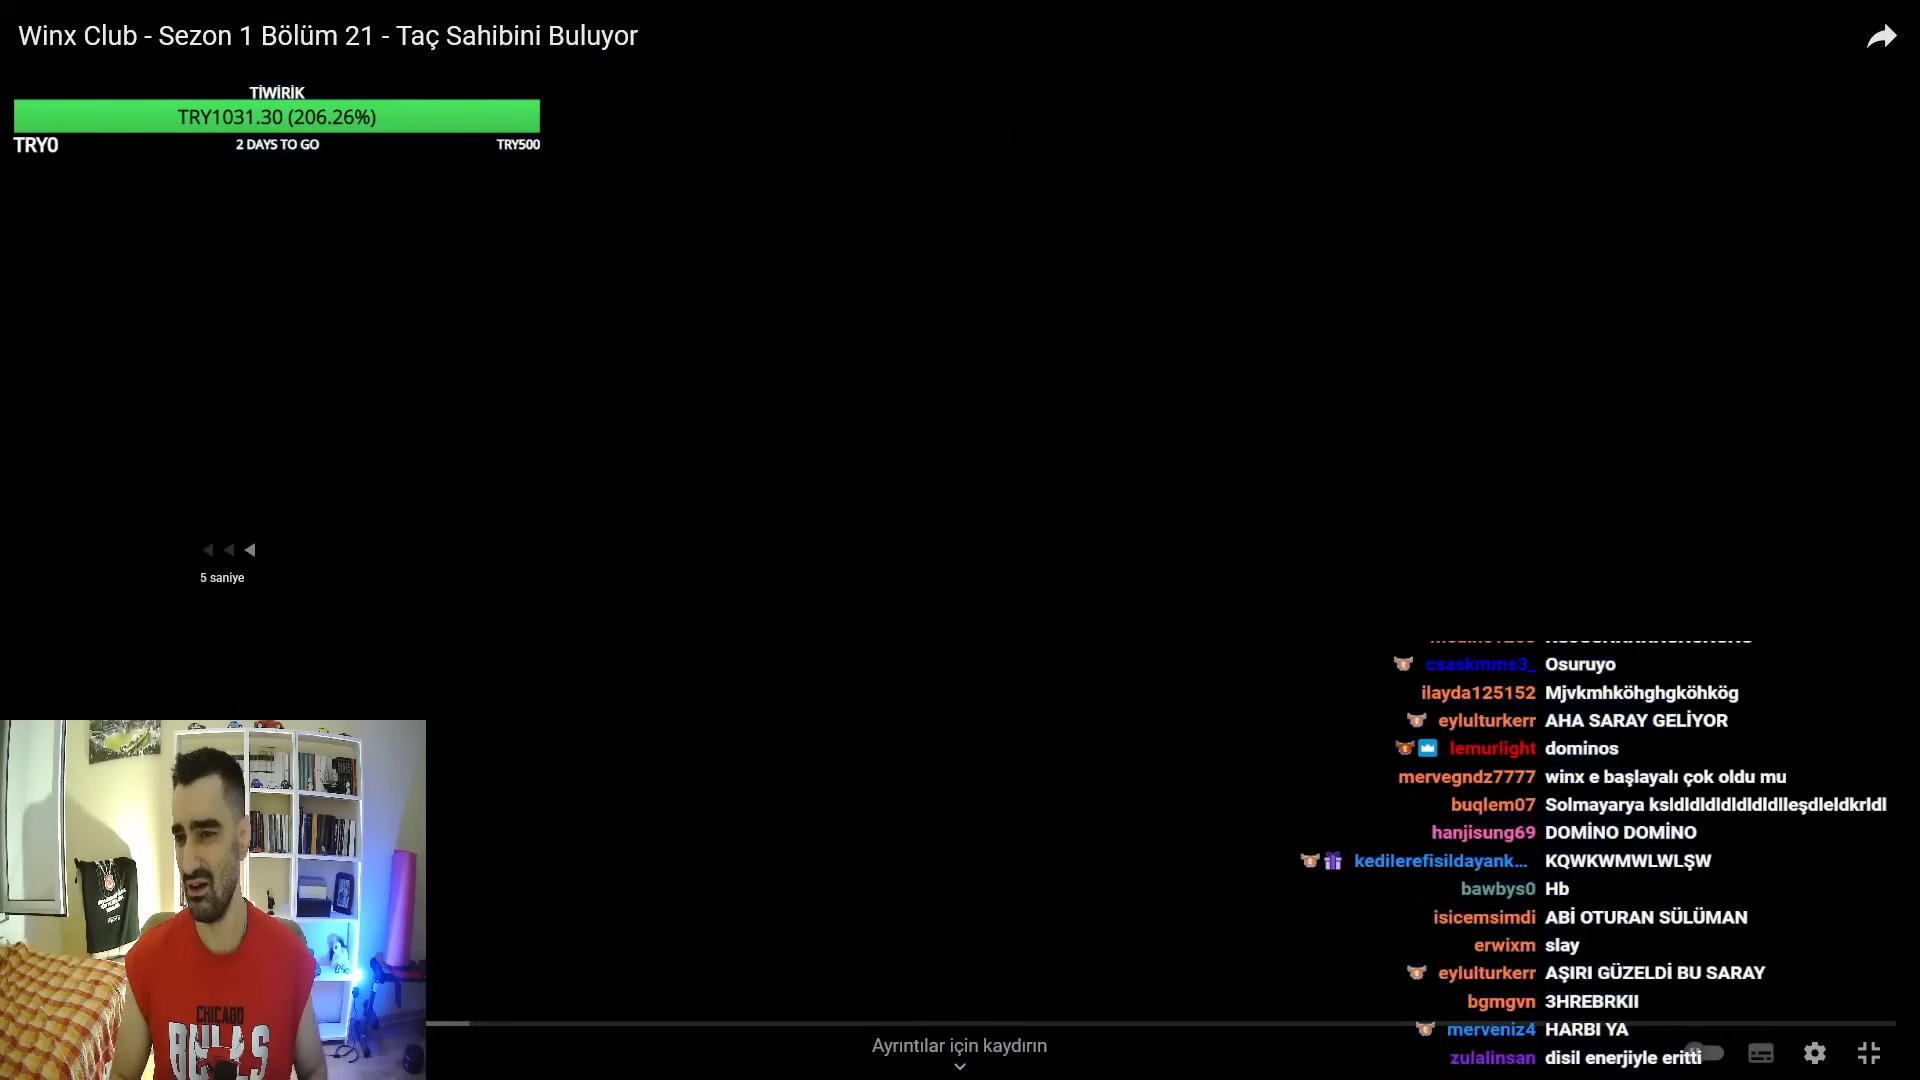 Winx Club - Sezon 1 Bölüm 21 - Taç Sahibini Buluyor
TİWİRİK
TRY1031.30 (206.26%)
TRY0 2 DAYS TO GO TRY500
5 saniye
csaskmms3_ Osuruyo
ilayda125152 Mjvkmhköhghgköhkög
eylulturkerr AHA SARAY GELİYOR
lemurlight dominos
mervegndz7777 winx e başlayalı çok oldu mu
buqlem07 Solmayarya ksldldldldldldldlleşdleldkrldl
hanjisung69 DOMİNO DOMİNO
kedilerefisildayank... KQWKWMWLWLŞW
bawbys0 Hb
isicemsimdi ABİ OTURAN SÜLÜMAN
erwixm slay
eylulturkerr AŞIRI GÜZELDİ BU SARAY
bgmgvn 3HREBRKII
merveniz4 HARBI YA
zulalinsan disil enerjiyle eritti
Ayrıntılar için kaydırın
CHICAGO
BULLS